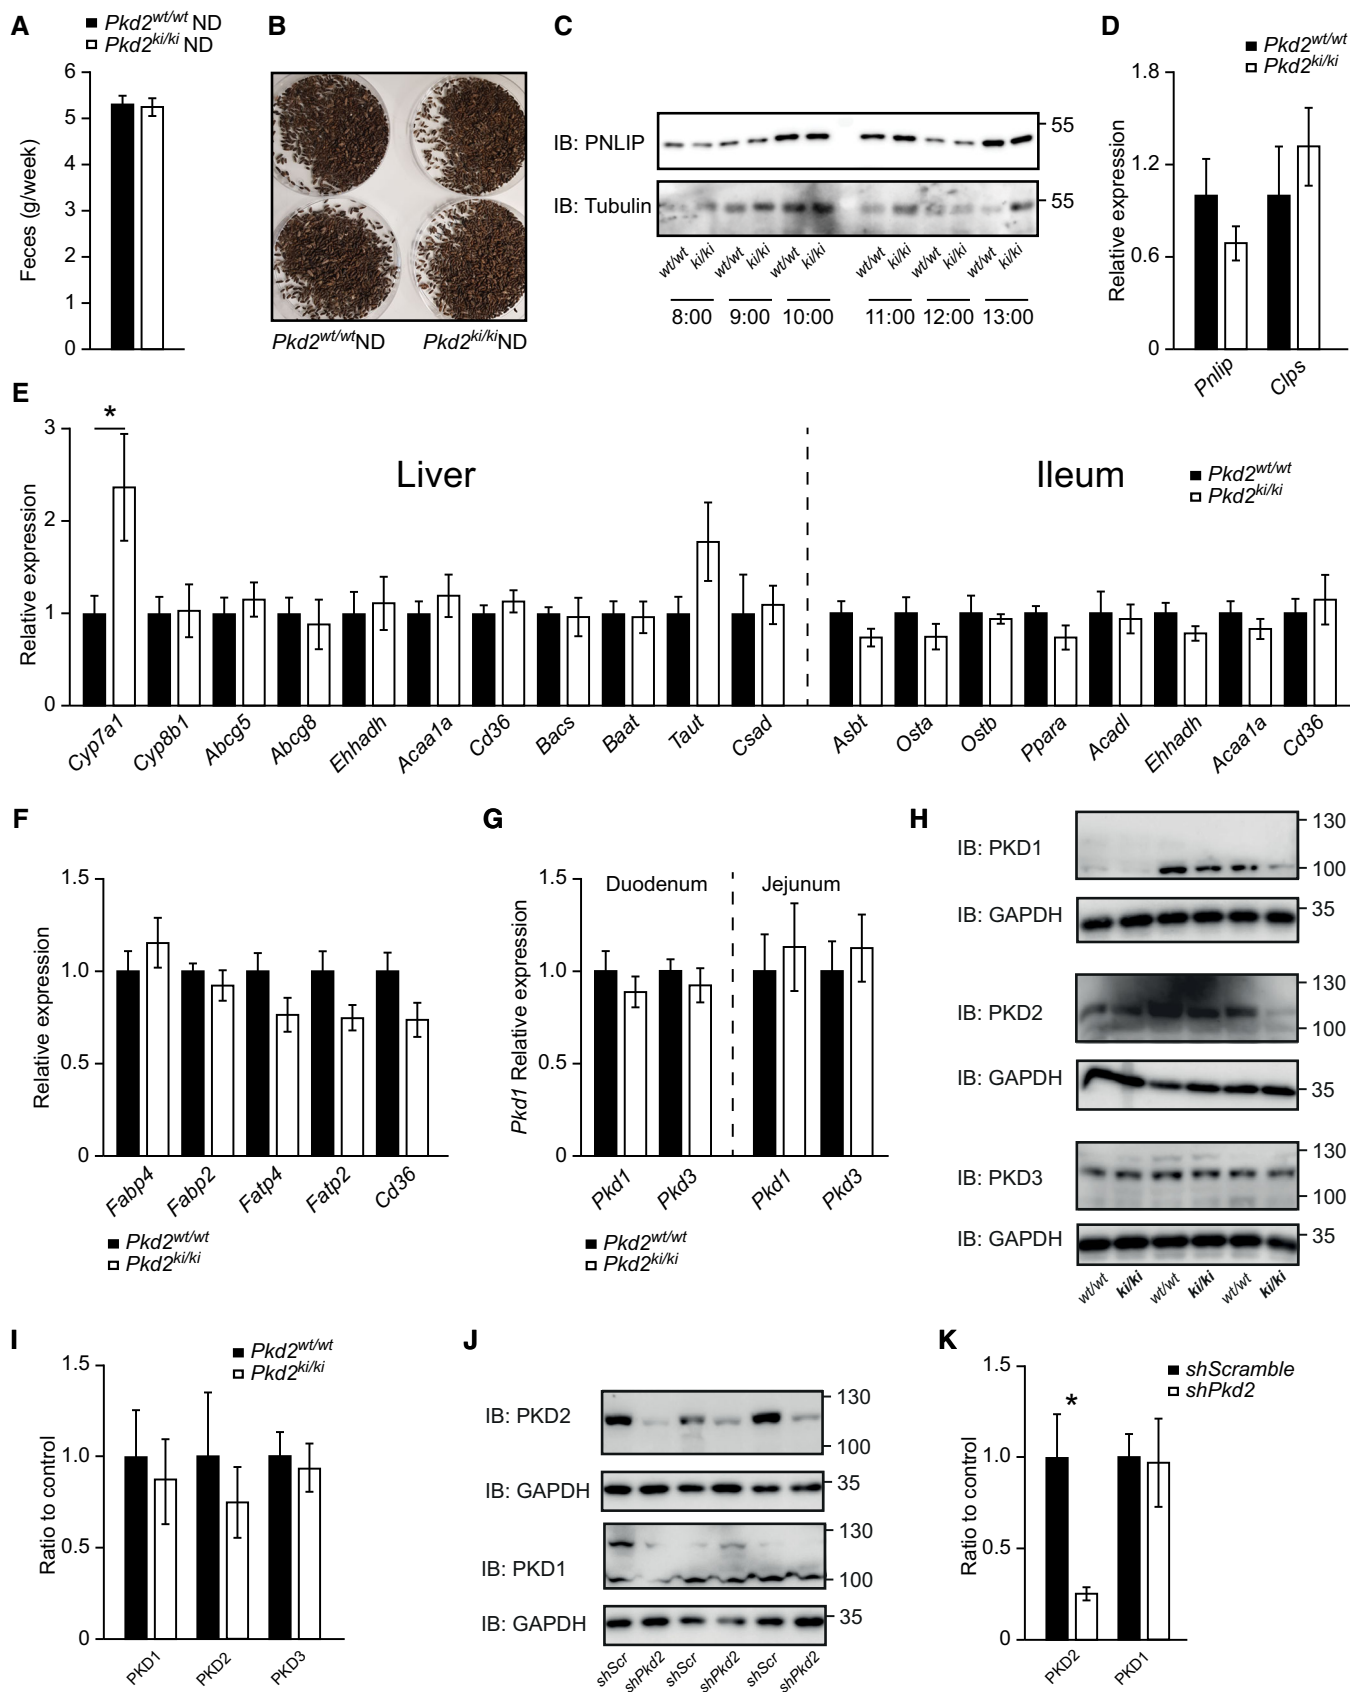 A
Pkd2wt/wt ND
Pkd2ki/ki ND
Feces (g/week)
6
5
4
3
2
1
0
B
Pkd2wt/wtND
Pkd2ki/kiND
C
IB: PNLIP
55
IB: Tubulin
55
wt/wt ki/ki wt/wt ki/ki wt/wt ki/ki wt/wt ki/ki wt/wt ki/ki wt/wt ki/ki
8:00 9:00 10:00 11:00 12:00 13:00
D
Pkd2wt/wt
Pkd2ki/ki
Relative expression
1.8
1.2
0.6
0
Pnlip Clps
E
Relative expression
3
2
1
0
*
Liver
Ileum
Pkd2wt/wt
Pkd2ki/ki
Cyp7a1 Cyp8b1 Abcg5 Abcg8 Ehhadh Acaa1a Cd36 Bacs Baat Taut Csad Asbt Osta Ostb Ppara Acadl Ehhadh Acaa1a Cd36
F
Relative expression
1.5
1.0
0.5
0
Fabp4 Fabp2 Fatp4 Fatp2 Cd36
Pkd2wt/wt
Pkd2ki/ki
G
Pkd1 Relative expression
1.5
1.0
0.5
0
Duodenum Jejunum
Pkd1 Pkd3 Pkd1 Pkd3
Pkd2wt/wt
Pkd2ki/ki
H
IB: PKD1
130
100
IB: GAPDH
35
IB: PKD2
130
100
IB: GAPDH
35
IB: PKD3
130
100
IB: GAPDH
35
wt/wt ki/ki wt/wt ki/ki wt/wt ki/ki
I
Pkd2wt/wt
Pkd2ki/ki
Ratio to control
1.5
1.0
0.5
0
PKD1 PKD2 PKD3
J
IB: PKD2
130
100
IB: GAPDH
35
IB: PKD1
130
100
IB: GAPDH
35
shScr shPkd2 shScr shPkd2 shScr shPkd2
K
shScramble
shPkd2
Ratio to control
1.5
1.0
0.5
0
*
PKD2 PKD1